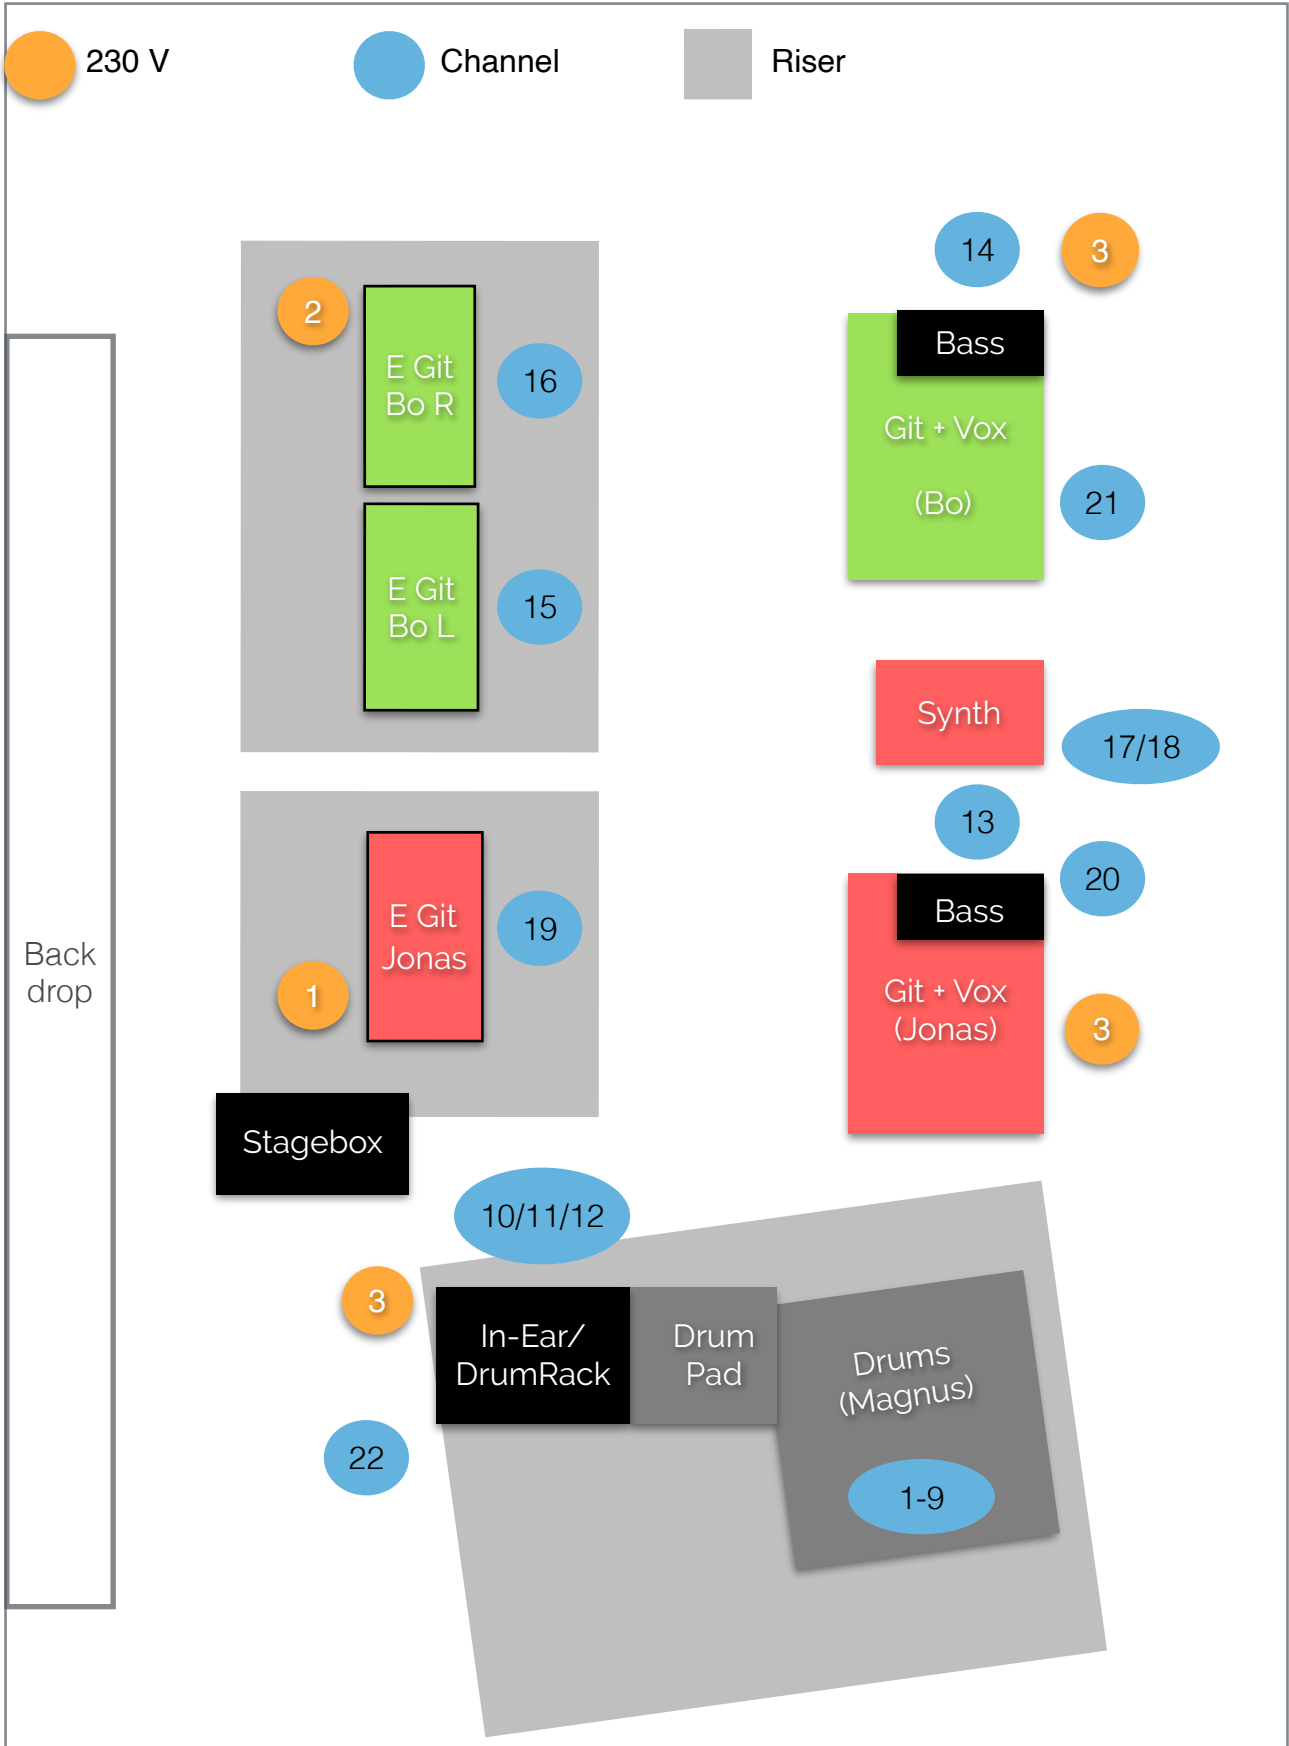 230 V
Channel
Riser
14
3
2
E Git
Bo R
16
Bass
Git + Vox
(Bo)
21
E Git
Bo L
15
Synth
17/18
13
20
E Git
Jonas
19
Bass
Git + Vox
(Jonas)
3
1
Back
drop
Stagebox
10/11/12
3
In-Ear/
DrumRack
Drum
Pad
Drums
(Magnus)
22
1-9